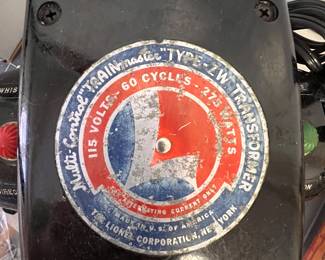 Multi-Control "TRAINmaster" TYPE-ZW TRANSFORMER
115 VOLTS-60 CYCLES-275 WATTS
L
ALTERNATING CURRENT ONLY
MADE IN U.S. OF AMERICA
THE LIONEL CORPORATION, NEW YORK
WHIS